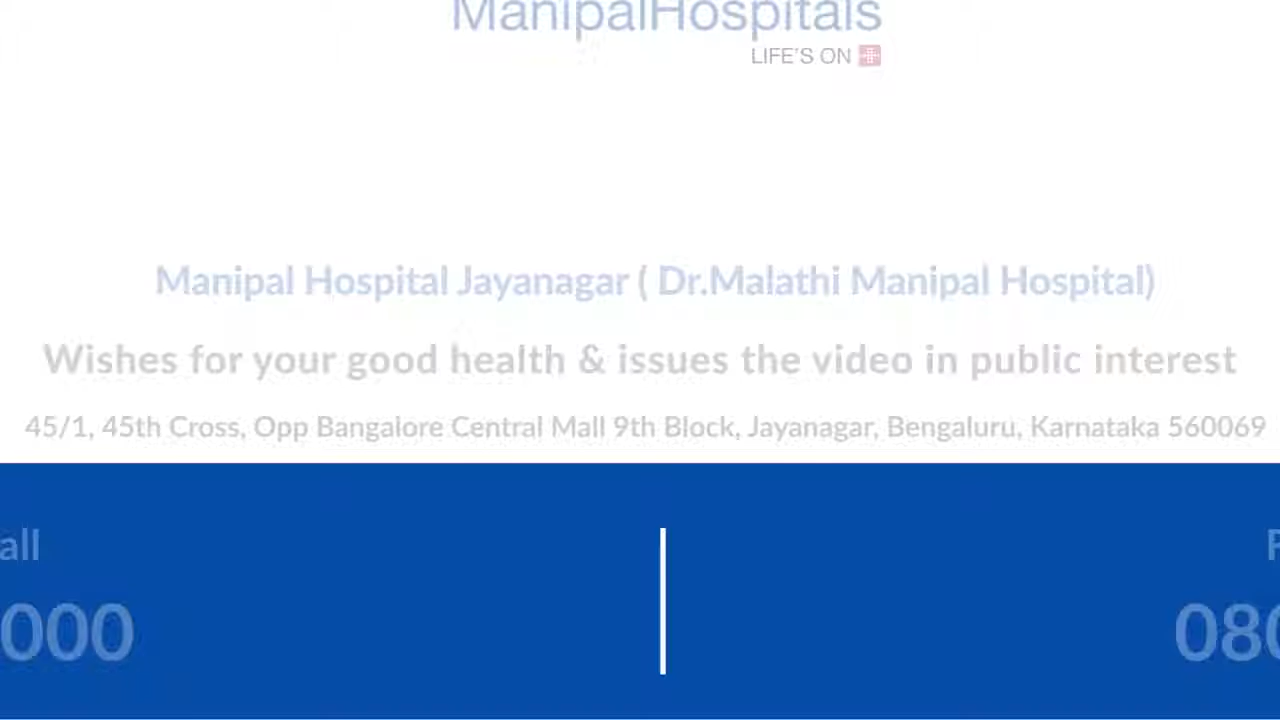 ManipalHospitals
LIFE'S ON
Manipal Hospital Jayanagar ( Dr.Malathi Manipal Hospital)
Wishes for your good health & issues the video in public interest
45/1, 45th Cross, Opp Bangalore Central Mall 9th Block, Jayanagar, Bengaluru, Karnataka 560069
all
000
080